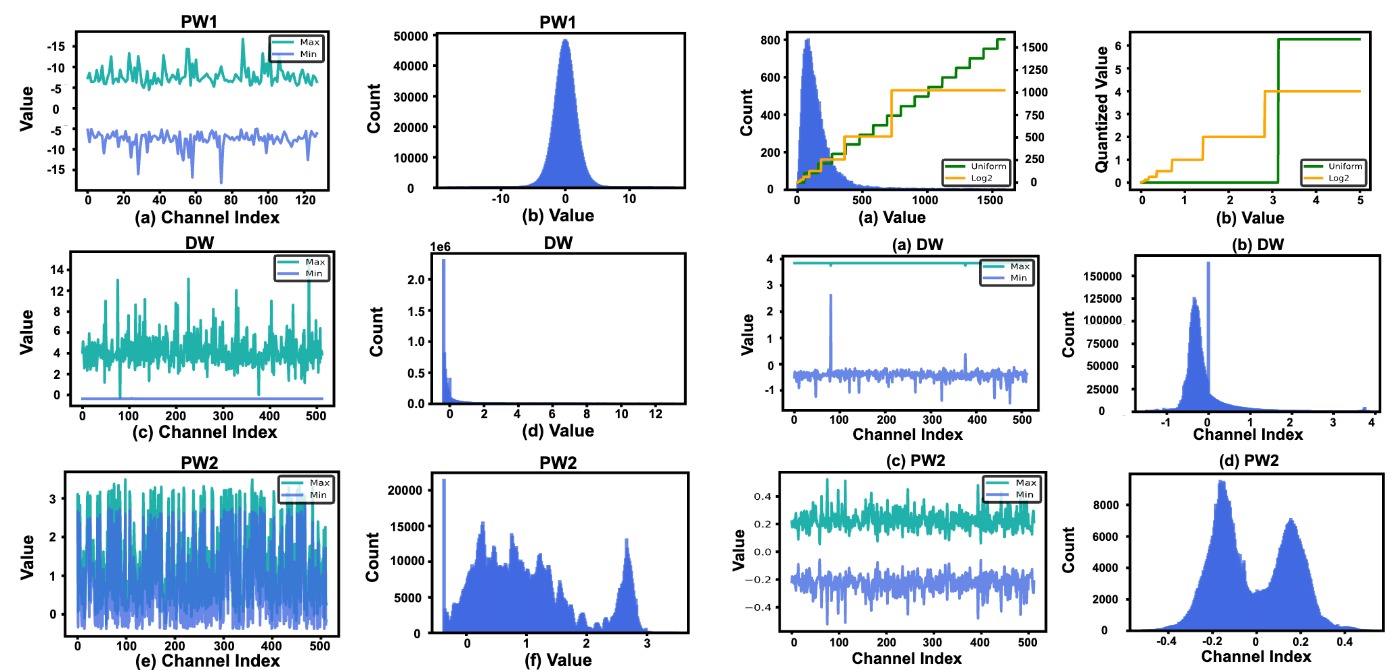 PW1
Max
Min
-15
-10
-5
0
-5
-10
-15
Value
0 20 40 60 80 100 120
(a) Channel Index
PW1
50000
40000
30000
20000
10000
0
Count
-10 0 10
(b) Value
800
600
400
200
0
Count
1500
1250
1000
750
500
250
0
Uniform
Log2
0 500 1000 1500
(a) Value
6
5
4
3
2
1
0
Quantized Value
Uniform
Log2
0 1 2 3 4 5
(b) Value
DW
Max
Min
14
12
10
8
6
4
2
0
Value
0 100 200 300 400 500
(c) Channel Index
DW
1e6
2.0
1.5
1.0
0.5
0.0
Count
0 2 4 6 8 10 12
(d) Value
(a) DW
Max
Min
4
3
2
1
0
-1
Value
0 100 200 300 400 500
Channel Index
(b) DW
150000
125000
100000
75000
50000
25000
0
Count
-1 0 1 2 3 4
Channel Index
PW2
Max
Min
3
2
1
0
Value
0 100 200 300 400 500
(e) Channel Index
PW2
20000
15000
10000
5000
0
Count
0 1 2 3
(f) Value
(c) PW2
Max
Min
0.4
0.2
0.0
−0.2
−0.4
Value
0 100 200 300 400 500
Channel Index
(d) PW2
8000
6000
4000
2000
0
Count
-0.4 -0.2 0 0.2 0.4
Channel Index